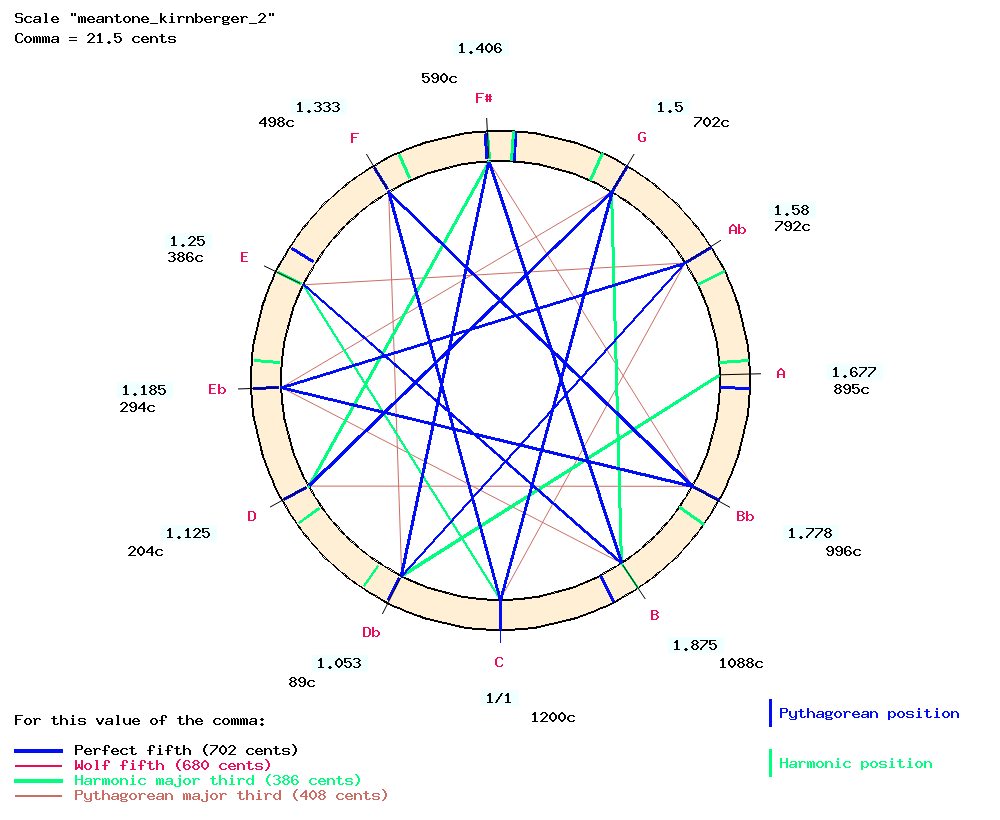 Scale "meantone_kirnberger_2"
Comma = 21.5 cents
1.406
590c
F#
1.333
498c
F
1.5
702c
G
1.58
792c
Ab
1.25
386c
E
1.677
895c
A
1.185
294c
Eb
1.778
996c
Bb
1.125
204c
D
1.875
1088c
B
1.053
89c
Db
C
1/1
1200c
For this value of the comma:
Perfect fifth (702 cents)
Wolf fifth (680 cents)
Harmonic major third (386 cents)
Pythagorean major third (408 cents)
Pythagorean position
Harmonic position